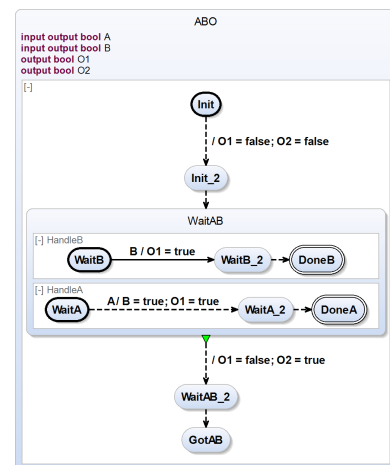 ABO
input output bool A
input output bool B
output bool O1
output bool O2
[-]
Init
/ O1 = false; O2 = false
Init_2
WaitAB
[-] HandleB
WaitB
B / O1 = true
WaitB_2
DoneB
[-] HandleA
WaitA
A / B = true; O1 = true
WaitA_2
DoneA
/ O1 = false; O2 = true
WaitAB_2
GotAB